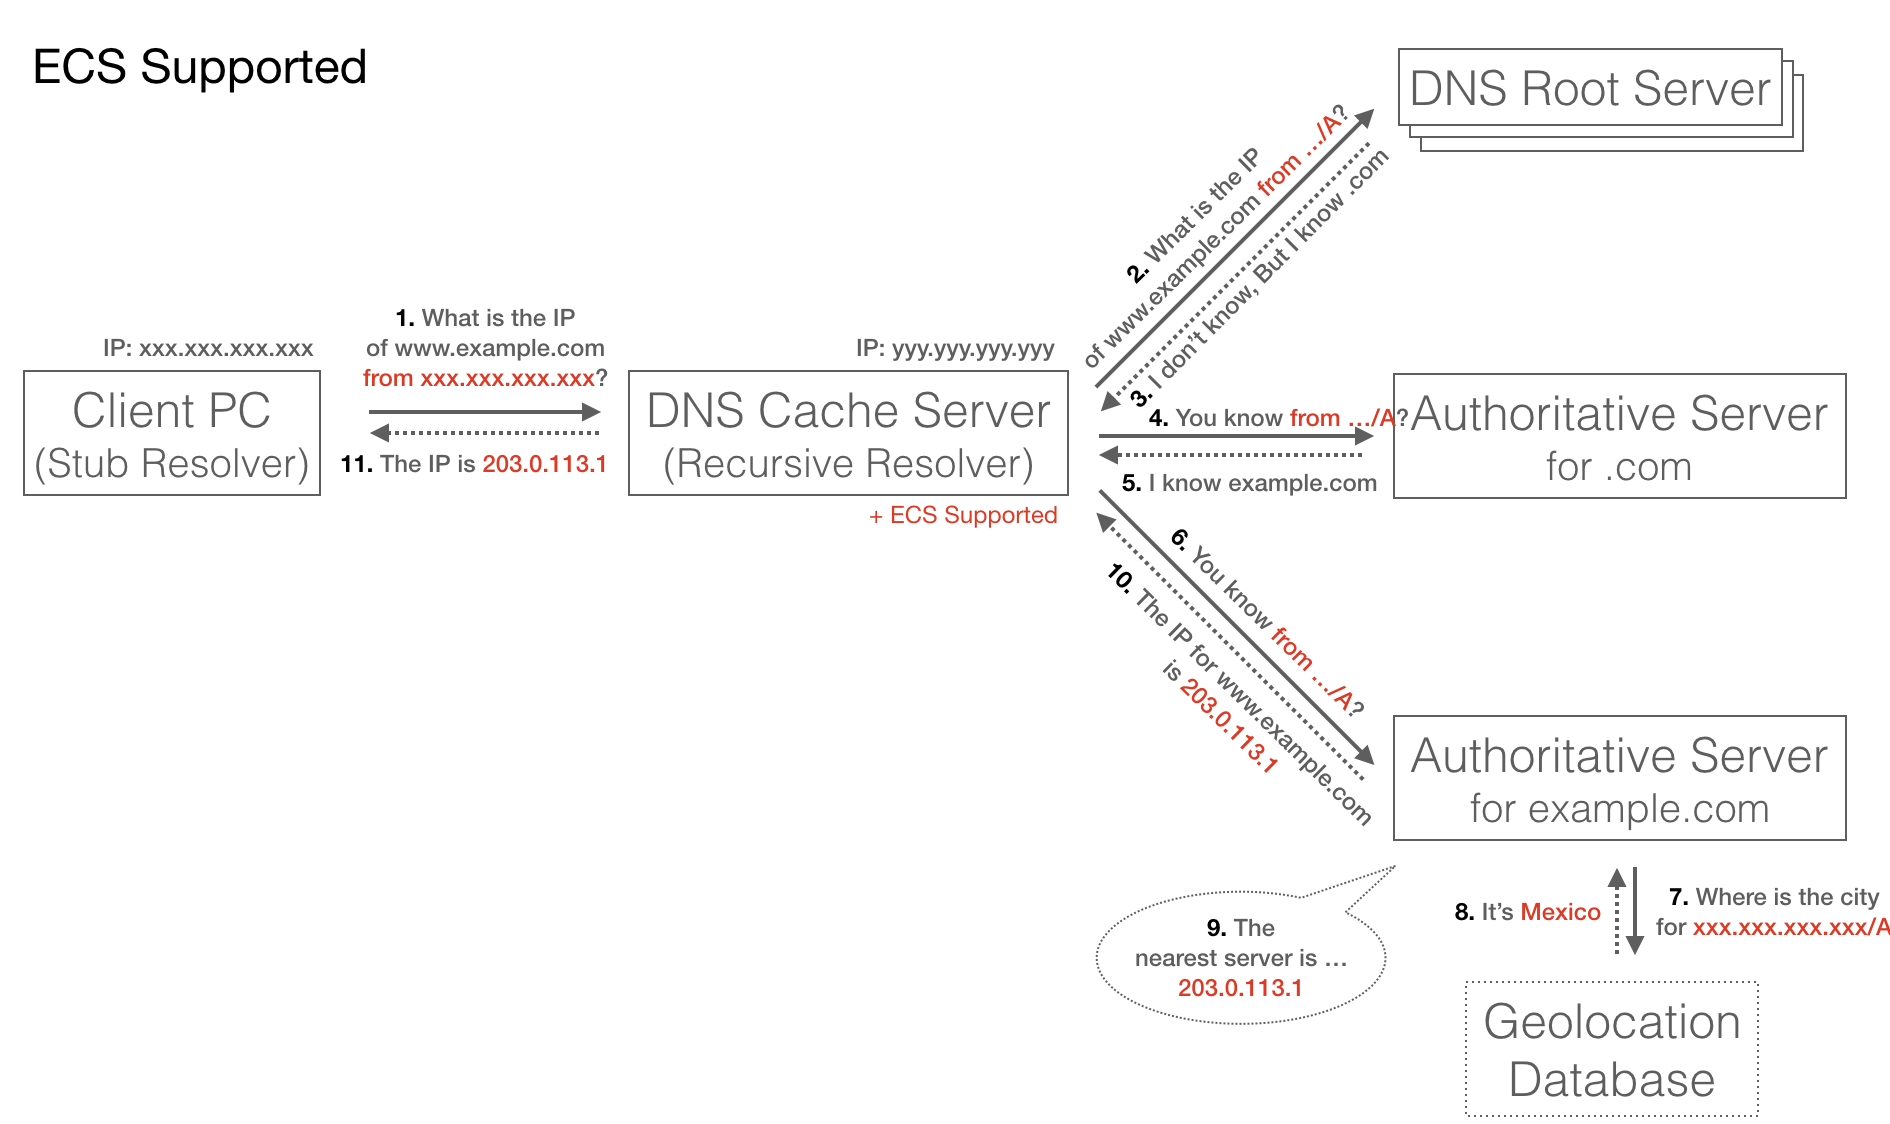 ECS Supported
DNS Root Server
2. What is the IP
of www.example.com from .../A?
3. I don't know, But I know .com
1. What is the IP
of www.example.com
from xxx.xxx.xxx.xxx?
IP: xxx.xxx.xxx.xxx
Client PC
(Stub Resolver)
11. The IP is 203.0.113.1
IP: yyy.yyy.yyy.yyy
DNS Cache Server
(Recursive Resolver)
+ ECS Supported
4. You know from .../A?
5. I know example.com
Authoritative Server
for .com
6. You know from .../A?
10. The IP for www.example.com
is 203.0.113.1
Authoritative Server
for example.com
7. Where is the city
for xxx.xxx.xxx.xxx/A
8. It's Mexico
9. The
nearest server is ...
203.0.113.1
Geolocation
Database